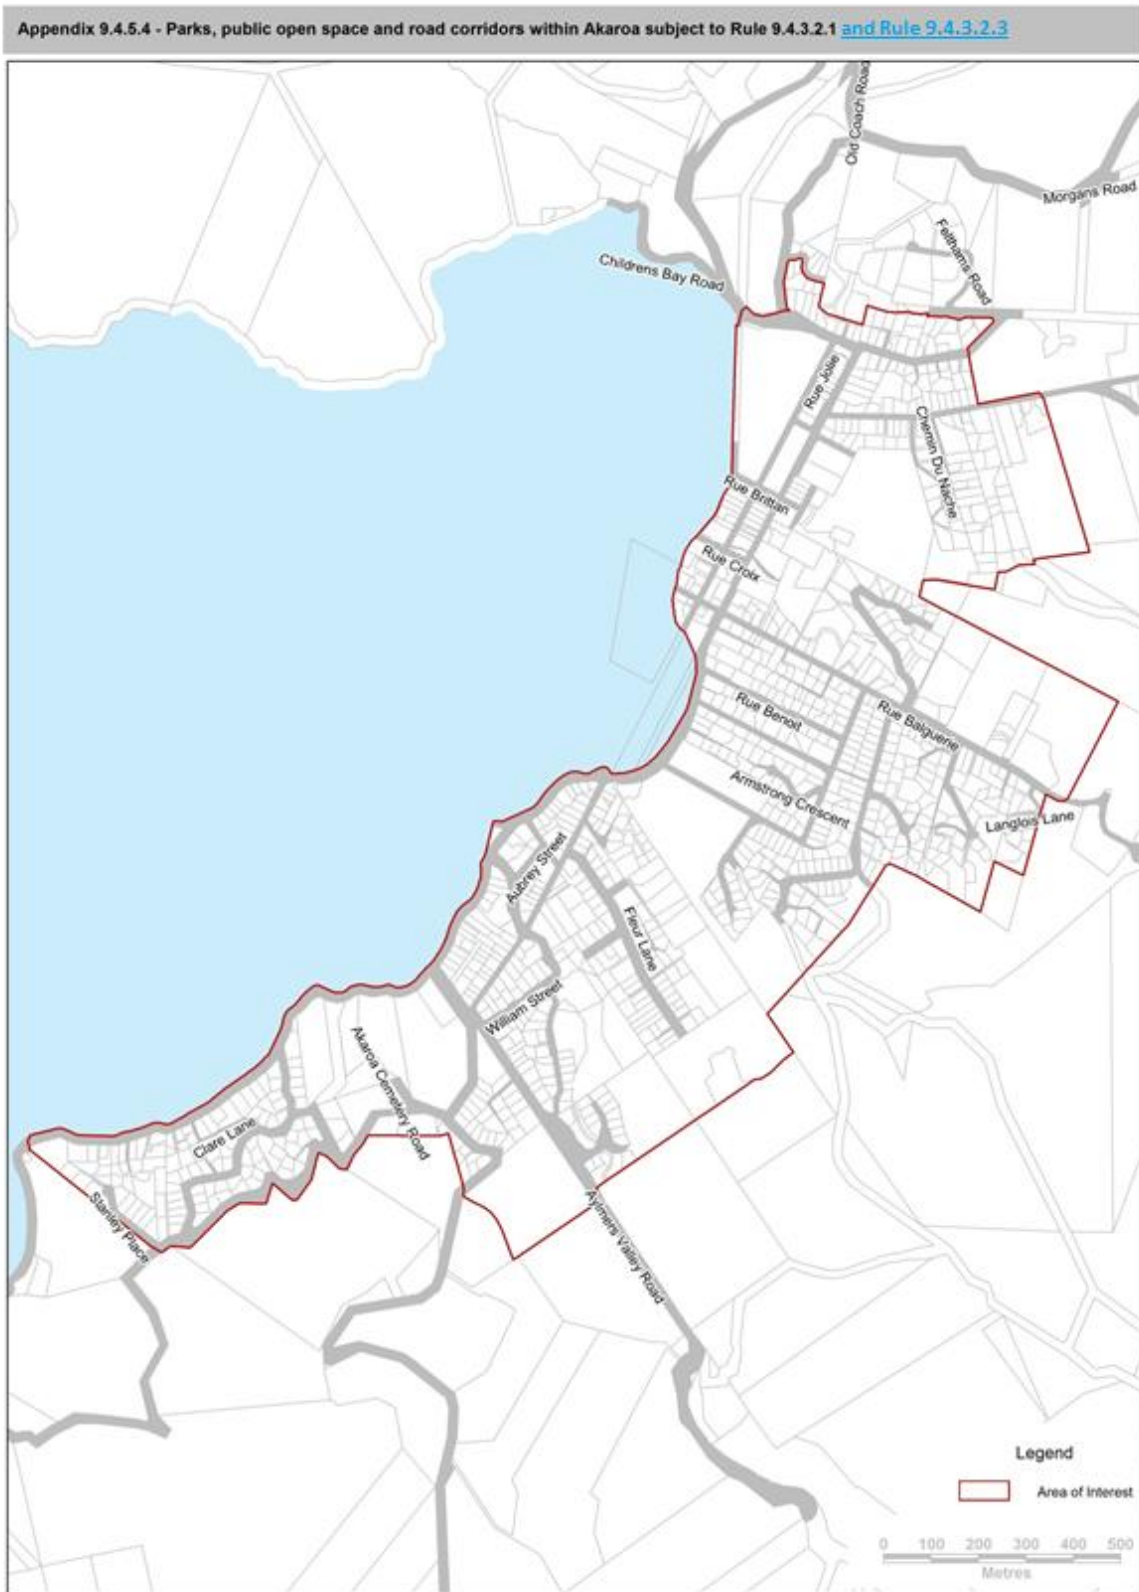 Appendix 9.4.5.4 - Parks, public open space and road corridors within Akaroa subject to Rule 9.4.3.2.1 and Rule 9.4.3.2.3
Old Coach Road
Morgans Road
Felthams Road
Childrens Bay Road
Rue Jolie
Chemin Du Nache
Rue Brittan
Rue Croix
Rue Benoit
Rue Balguerie
Armstrong Crescent
Langlois Lane
Aubrey Street
Fleur Lane
William Street
Akaroa Cemetery Road
Clare Lane
Stanley Place
Aylmers Valley Road
Legend
Area of Interest
0 100 200 300 400 500
Metres